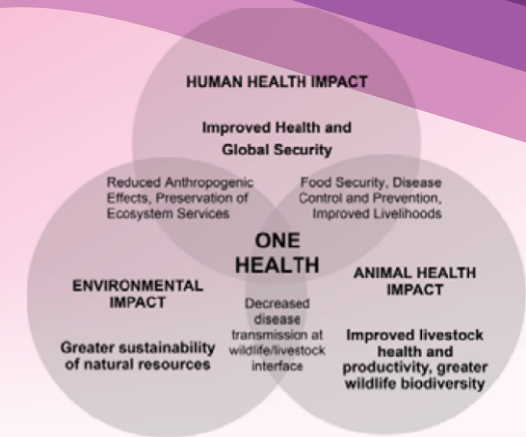 HUMAN HEALTH IMPACT
Improved Health and
Global Security
Reduced Anthropogenic
Effects, Preservation of
Ecosystem Services
Food Security, Disease
Control and Prevention,
Improved Livelihoods
ONE
HEALTH
ENVIRONMENTAL
IMPACT
Greater sustainability
of natural resources
Decreased
disease
transmission at
wildlife/livestock
interface
ANIMAL HEALTH
IMPACT
Improved livestock
health and
productivity, greater
wildlife biodiversity